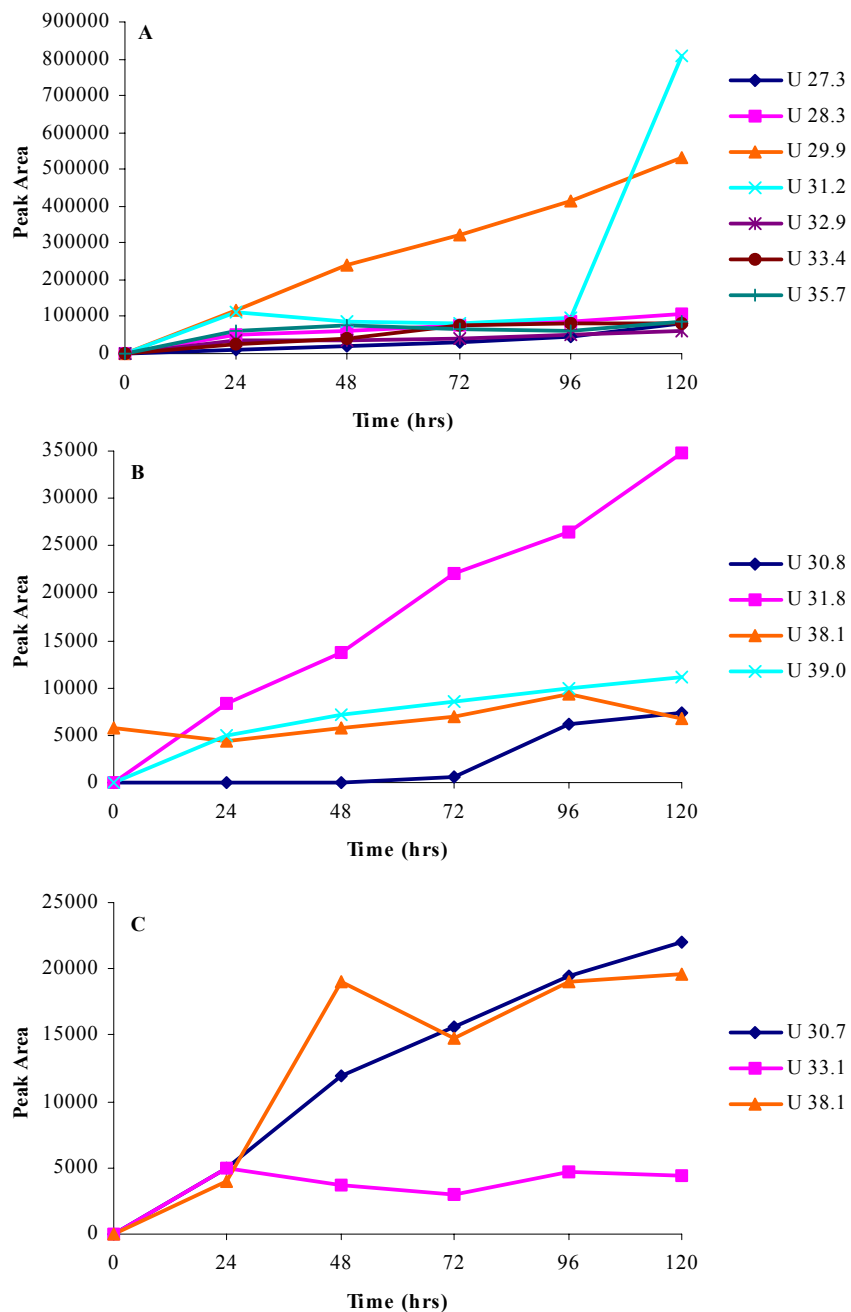 A
900000
800000
700000
600000
500000
400000
300000
200000
100000
0
Peak Area
0 24 48 72 96 120
Time (hrs)
U 27.3
U 28.3
U 29.9
U 31.2
U 32.9
U 33.4
U 35.7
B
35000
30000
25000
20000
15000
10000
5000
0
Peak Area
0 24 48 72 96 120
Time (hrs)
U 30.8
U 31.8
U 38.1
U 39.0
C
25000
20000
15000
10000
5000
0
Peak Area
0 24 48 72 96 120
Time (hrs)
U 30.7
U 33.1
U 38.1